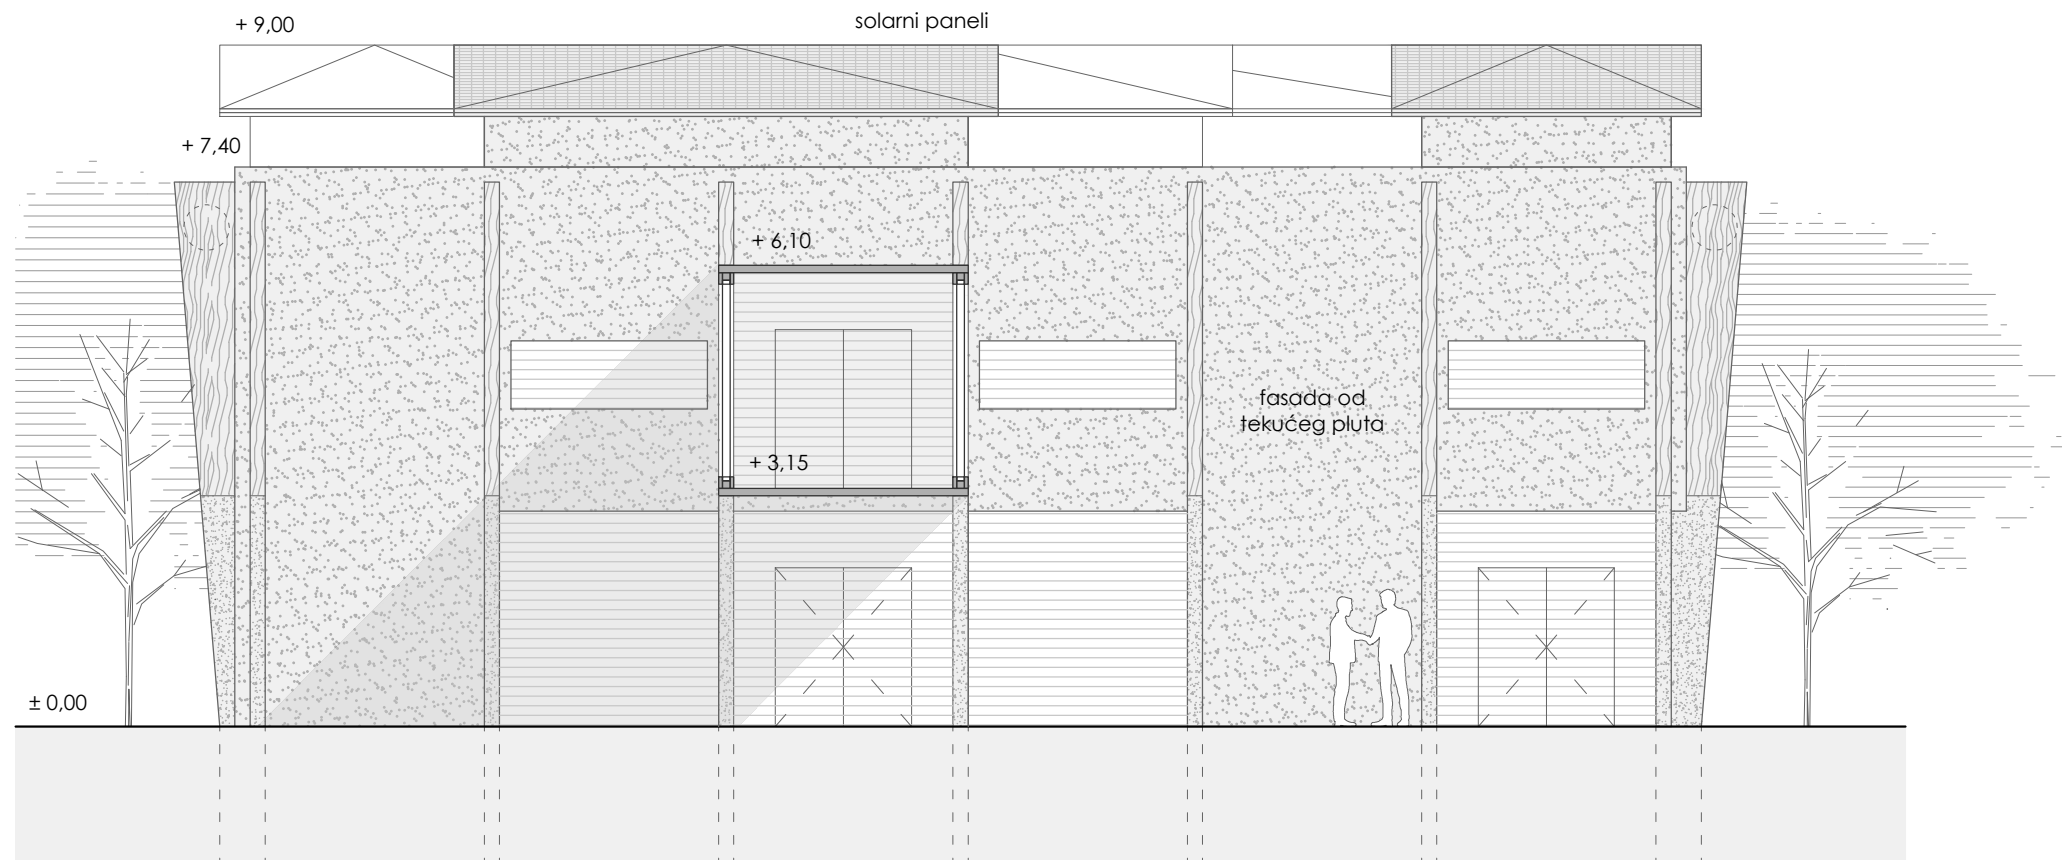 + 9,00
solarni paneli
+ 7,40
+ 6,10
fasada od
tekućeg pluta
+ 3,15
± 0,00